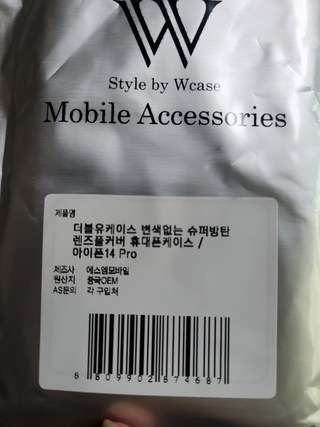 W
Style by Wcase
Mobile Accessories
제품명
더블유케이스 변색없는 슈퍼방탄
렌즈풀커버 휴대폰케이스 /
아이폰14 Pro
제조사 에스엠모바일
원산지 중국OEM
AS문의 각 구입처
8 809902 874687